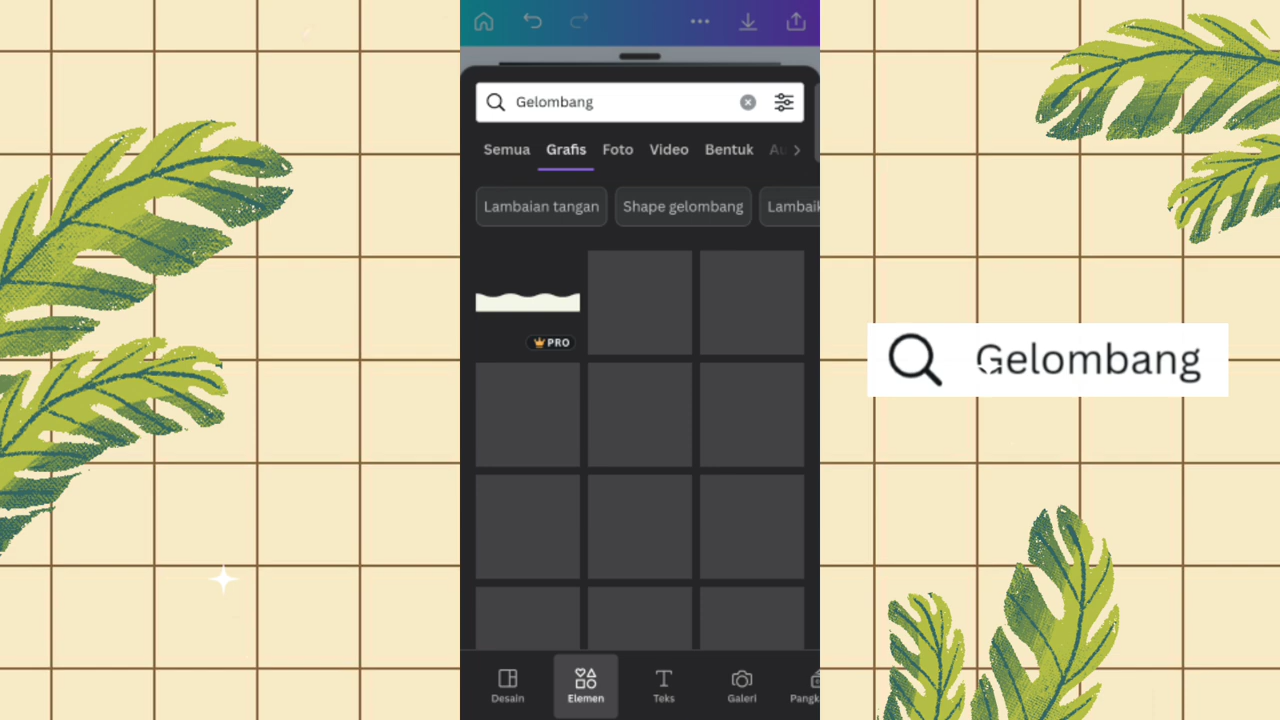 Gelombang
Semua Grafis Foto Video Bentuk
Lambaian tangan Shape gelombang
PRO
Desain Elemen Teks Galeri
Gelombang